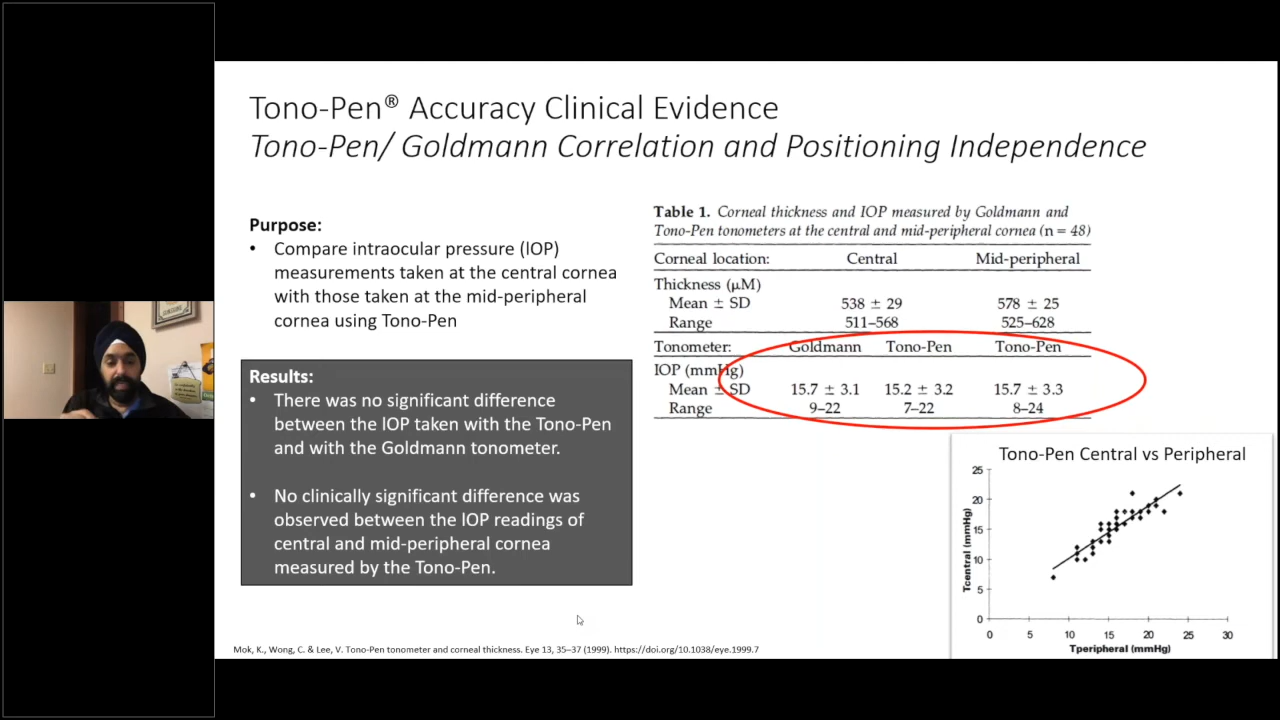 Tono-Pen® Accuracy Clinical Evidence
Tono-Pen/ Goldmann Correlation and Positioning Independence
Purpose:
• Compare intraocular pressure (IOP)
measurements taken at the central cornea
with those taken at the mid-peripheral
cornea using Tono-Pen
Results:
• There was no significant difference
between the IOP taken with the Tono-Pen
and with the Goldmann tonometer.
• No clinically significant difference was
observed between the IOP readings of
central and mid-peripheral cornea
measured by the Tono-Pen.
Table 1. Corneal thickness and IOP measured by Goldmann and
Tono-Pen tonometers at the central and mid-peripheral cornea (n = 48)
Corneal location: Central Mid-peripheral
Thickness (μM)
Mean ± SD 538 ± 29 578 ± 25
Range 511–568 525–628
Tonometer: Goldmann Tono-Pen Tono-Pen
IOP (mmHg)
Mean ± SD 15.7 ± 3.1 15.2 ± 3.2 15.7 ± 3.3
Range 9–22 7–22 8–24
Tono-Pen Central vs Peripheral
Tcentral (mmHg)
25
20
15
10
5
0
0 5 10 15 20 25 30
Tperipheral (mmHg)
Mok, K., Wong, C. & Lee, V. Tono-Pen tonometer and corneal thickness. Eye 13, 35–37 (1999). https://doi.org/10.1038/eye.1999.7